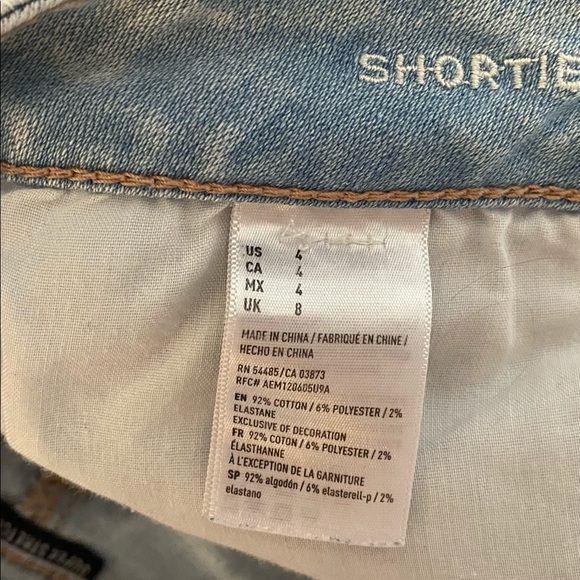 SHORTIE
US 4
CA 4
MX 4
UK 8
MADE IN CHINA / FABRIQUÉ EN CHINE /
HECHO EN CHINA
RN 54485/CA 03873
RFC# AEM120605U9A
EN 92% COTTON / 6% POLYESTER / 2%
ELASTANE
EXCLUSIVE OF DECORATION
FR 92% COTON / 6% POLYESTER / 2%
ÉLASTHANNE
À L'EXCEPTION DE LA GARNITURE
SP 92% algodón / 6% elasterell-p / 2%
elastano